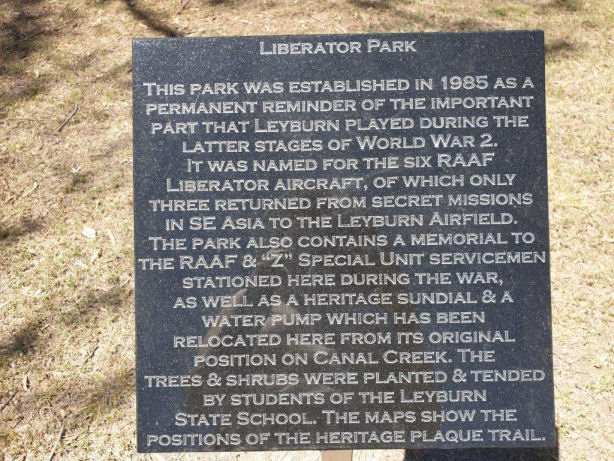 Liberator Park
This park was established in 1985 as a
permanent reminder of the important
part that Leyburn played during the
latter stages of World War 2.
It was named for the six RAAF
Liberator aircraft, of which only
three returned from secret missions
in SE Asia to the Leyburn Airfield.
The park also contains a memorial to
the RAAF & “Z” Special Unit servicemen
stationed here during the war,
as well as a heritage sundial & a
water pump which has been
relocated here from its original
position on Canal Creek. The
trees & shrubs were planted & tended
by students of the Leyburn
State School. The maps show the
positions of the heritage plaque trail.